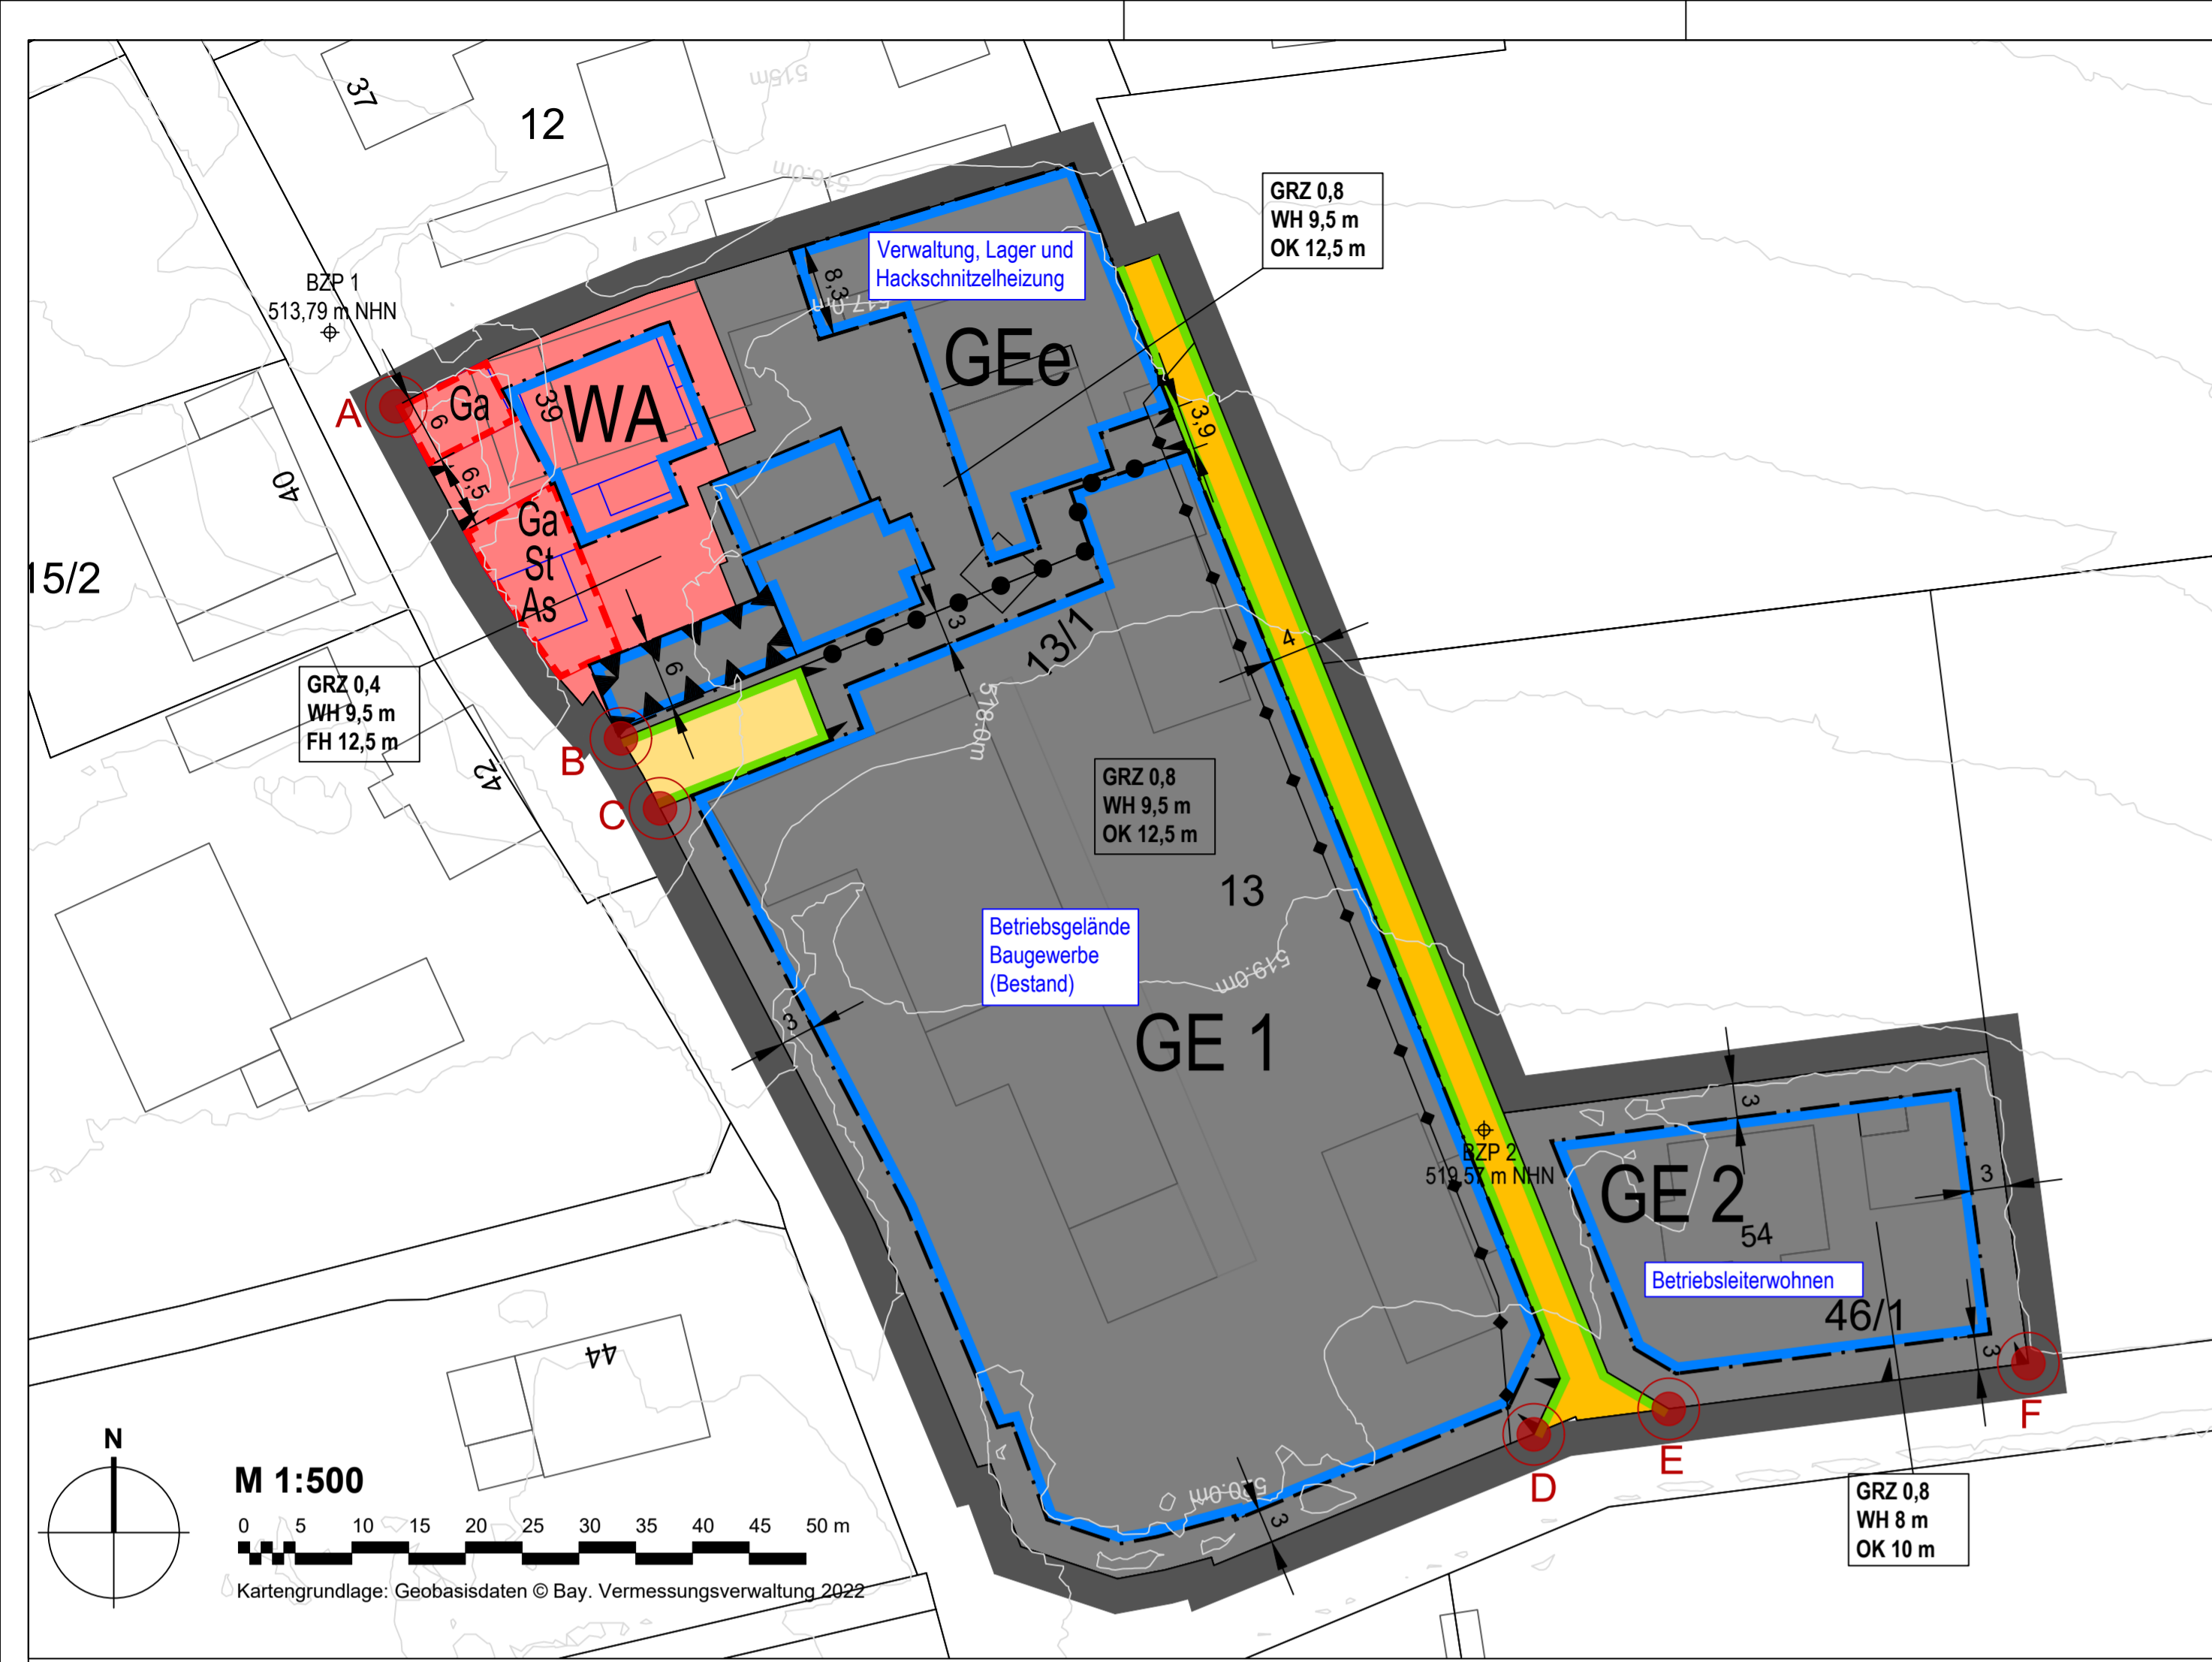 515m
37
12
516.0m
GRZ 0,8
WH 9,5 m
OK 12,5 m
Verwaltung, Lager und
Hackschnitzelheizung
BZP 1
513,79 m NHN
8,3
517.0m
GEe
A
Ga
6
39
WA
3,9
6,5
40
Ga
St
As
15/2
3
13/1
4
6
GRZ 0,4
WH 9,5 m
FH 12,5 m
518.0m
B
42
C
GRZ 0,8
WH 9,5 m
OK 12,5 m
13
Betriebsgelände
Baugewerbe
(Bestand)
519.0m
3
GE 1
3
BZP 2
519,57 m NHN
3
GE 2
54
Betriebsleiterwohnen
46/1
44
3
F
E
D
N
M 1:500
520.0m
3
GRZ 0,8
WH 8 m
OK 10 m
0 5 10 15 20 25 30 35 40 45 50 m
Kartengrundlage: Geobasisdaten © Bay. Vermessungsverwaltung 2022